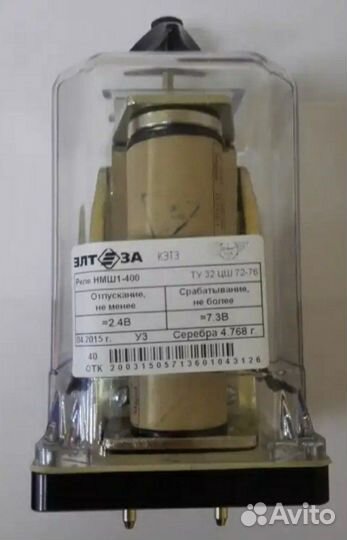 ЭЛТЕЗА КЭТЗ
Реле НМШ1-400 ТУ 32 ЦШ 72-76
Отпускание, не менее
Срабатывание, не более
=2.4В =7.3В
04.2015 г. У3 Серебра 4.768 г.
40
ОТК 20031505713601043126
Avito